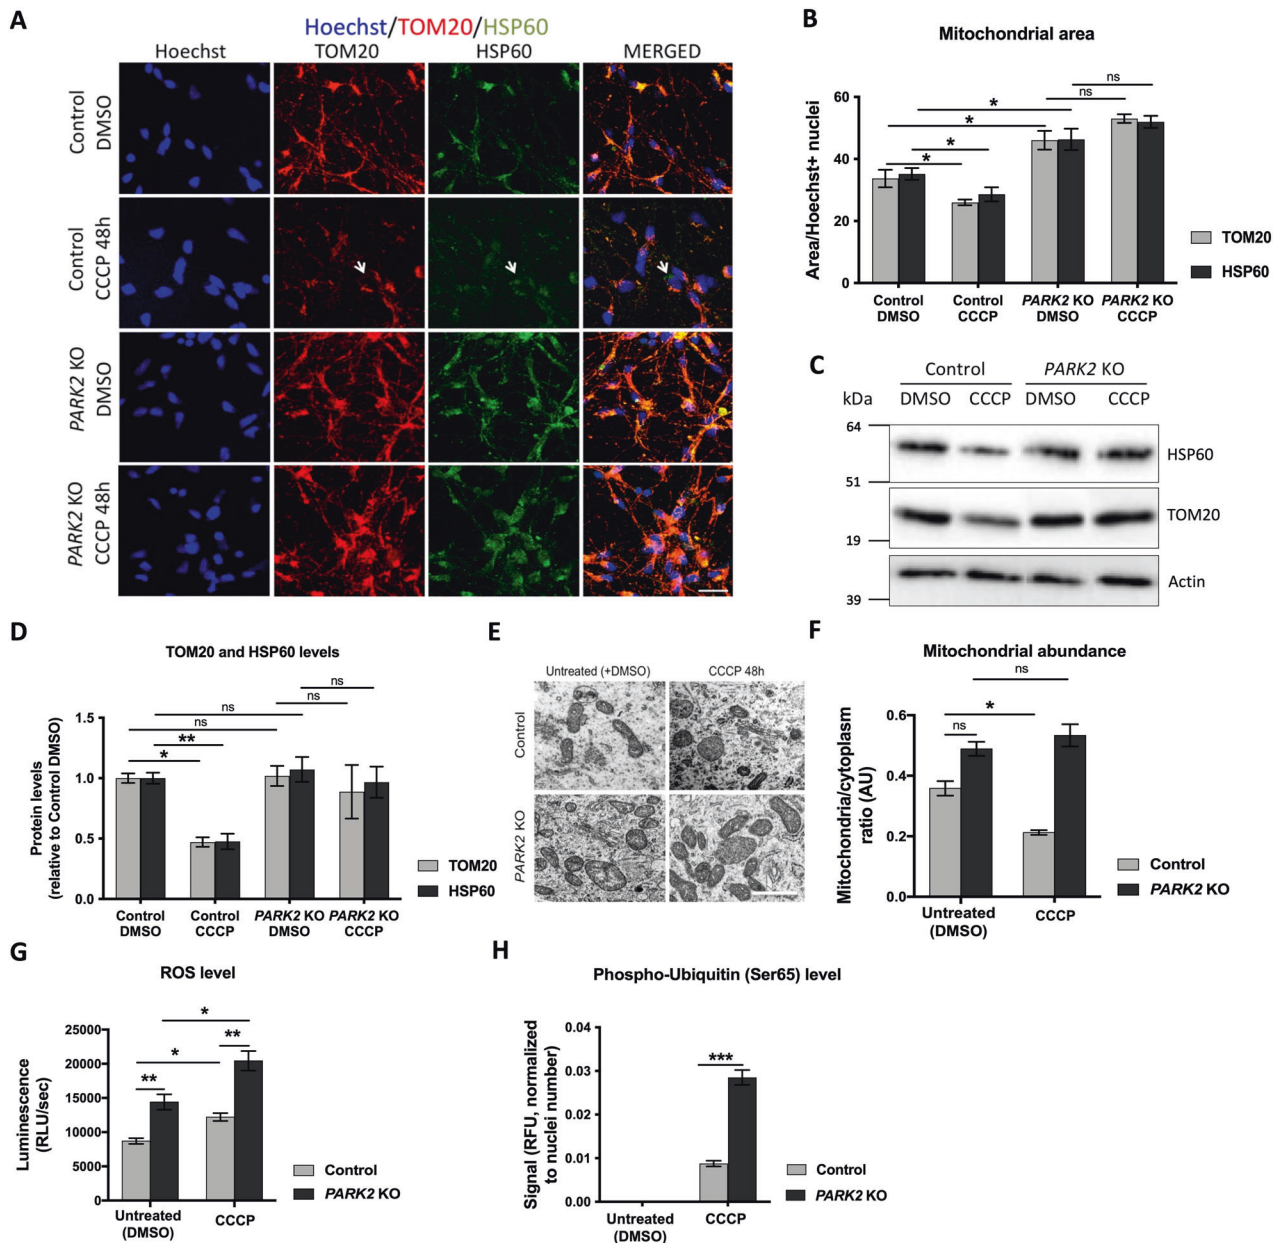 A
Hoechst/TOM20/HSP60
Hoechst
TOM20
HSP60
MERGED
Control
DMSO
Control
CCCP 48h
PARK2 KO
DMSO
PARK2 KO
CCCP 48h
B
Mitochondrial area
Area/Hoechst+ nuclei
60
40
20
0
*
*
*
*
ns
ns
Control
DMSO
Control
CCCP
PARK2 KO
DMSO
PARK2 KO
CCCP
TOM20
HSP60
C
Control
PARK2 KO
kDa
DMSO
CCCP
DMSO
CCCP
64
51
19
39
HSP60
TOM20
Actin
D
TOM20 and HSP60 levels
Protein levels
(relative to Control DMSO)
1.5
1.0
0.5
0.0
ns
ns
ns
ns
**
*
Control
DMSO
Control
CCCP
PARK2 KO
DMSO
PARK2 KO
CCCP
TOM20
HSP60
E
Untreated (+DMSO)
CCCP 48h
Control
PARK2 KO
F
Mitochondrial abundance
Mitochondria/cytoplasm
ratio (AU)
0.6
0.4
0.2
0.0
ns
*
ns
Untreated
(DMSO)
CCCP
Control
PARK2 KO
G
ROS level
Luminescence
(RLU/sec)
25000
20000
15000
10000
5000
0
*
**
*
**
Untreated
(DMSO)
CCCP
Control
PARK2 KO
H
Phospho-Ubiquitin (Ser65) level
Signal (RFU, normalized
to nuclei number)
0.04
0.03
0.02
0.01
0.00
***
Untreated
(DMSO)
CCCP
Control
PARK2 KO